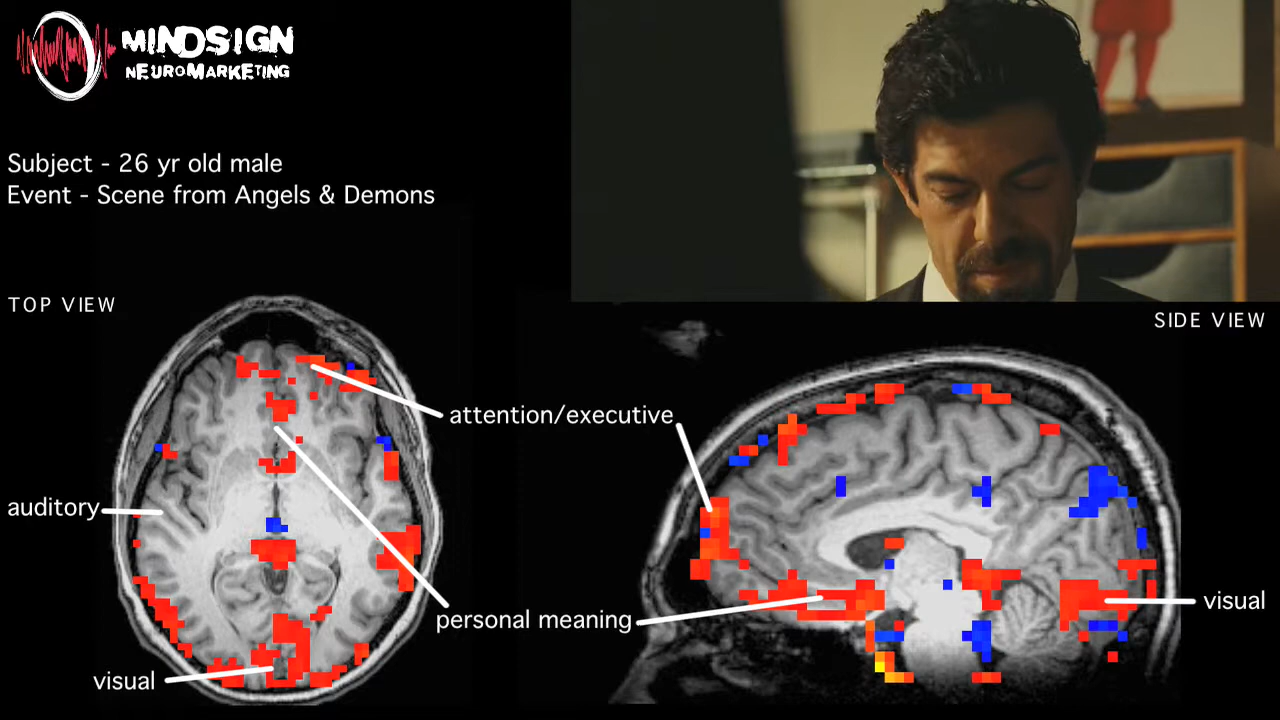 MINDSIGN
NEUROMARKETING
Subject - 26 yr old male
Event - Scene from Angels & Demons
TOP VIEW
SIDE VIEW
attention/executive
auditory
personal meaning
visual
visual